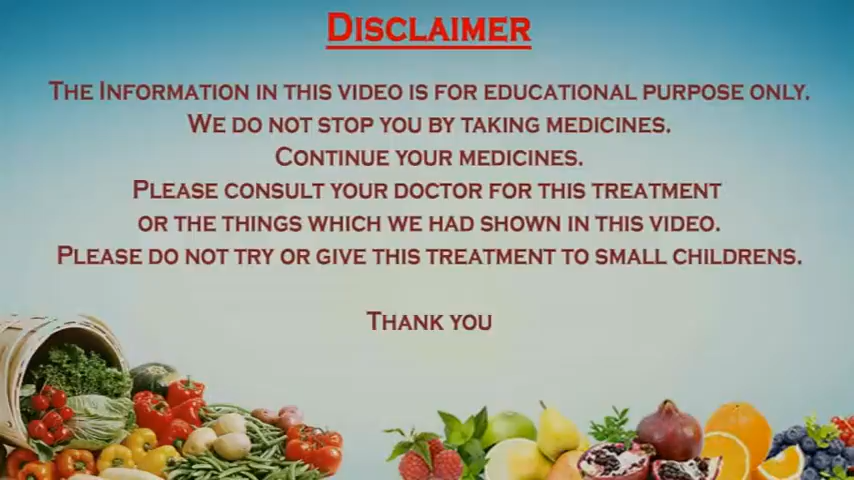 DISCLAIMER
THE INFORMATION IN THIS VIDEO IS FOR EDUCATIONAL PURPOSE ONLY.
WE DO NOT STOP YOU BY TAKING MEDICINES.
CONTINUE YOUR MEDICINES.
PLEASE CONSULT YOUR DOCTOR FOR THIS TREATMENT
OR THE THINGS WHICH WE HAD SHOWN IN THIS VIDEO.
PLEASE DO NOT TRY OR GIVE THIS TREATMENT TO SMALL CHILDRENS.
THANK YOU